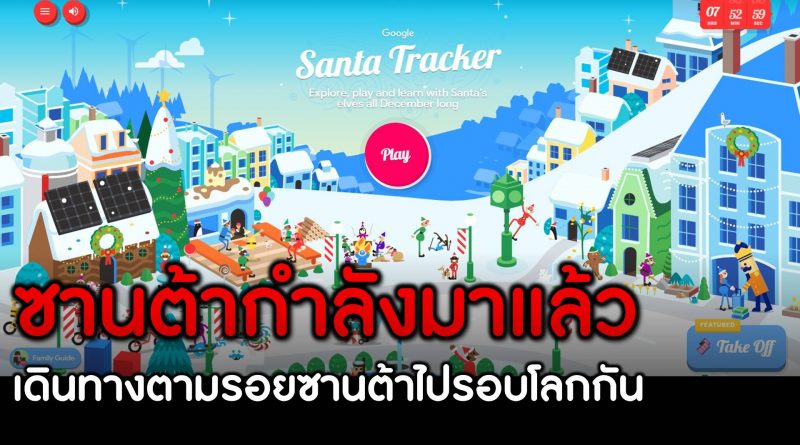 07 52 59
HRS MIN SEC
Google
Santa Tracker
Explore, play and learn with Santa's
elves all December long
Play
ซานต้ากำลังมาแล้ว
FEATURED
Take Off
Family Guide
เดินทางตามรอยซานต้าไปรอบโลกกัน